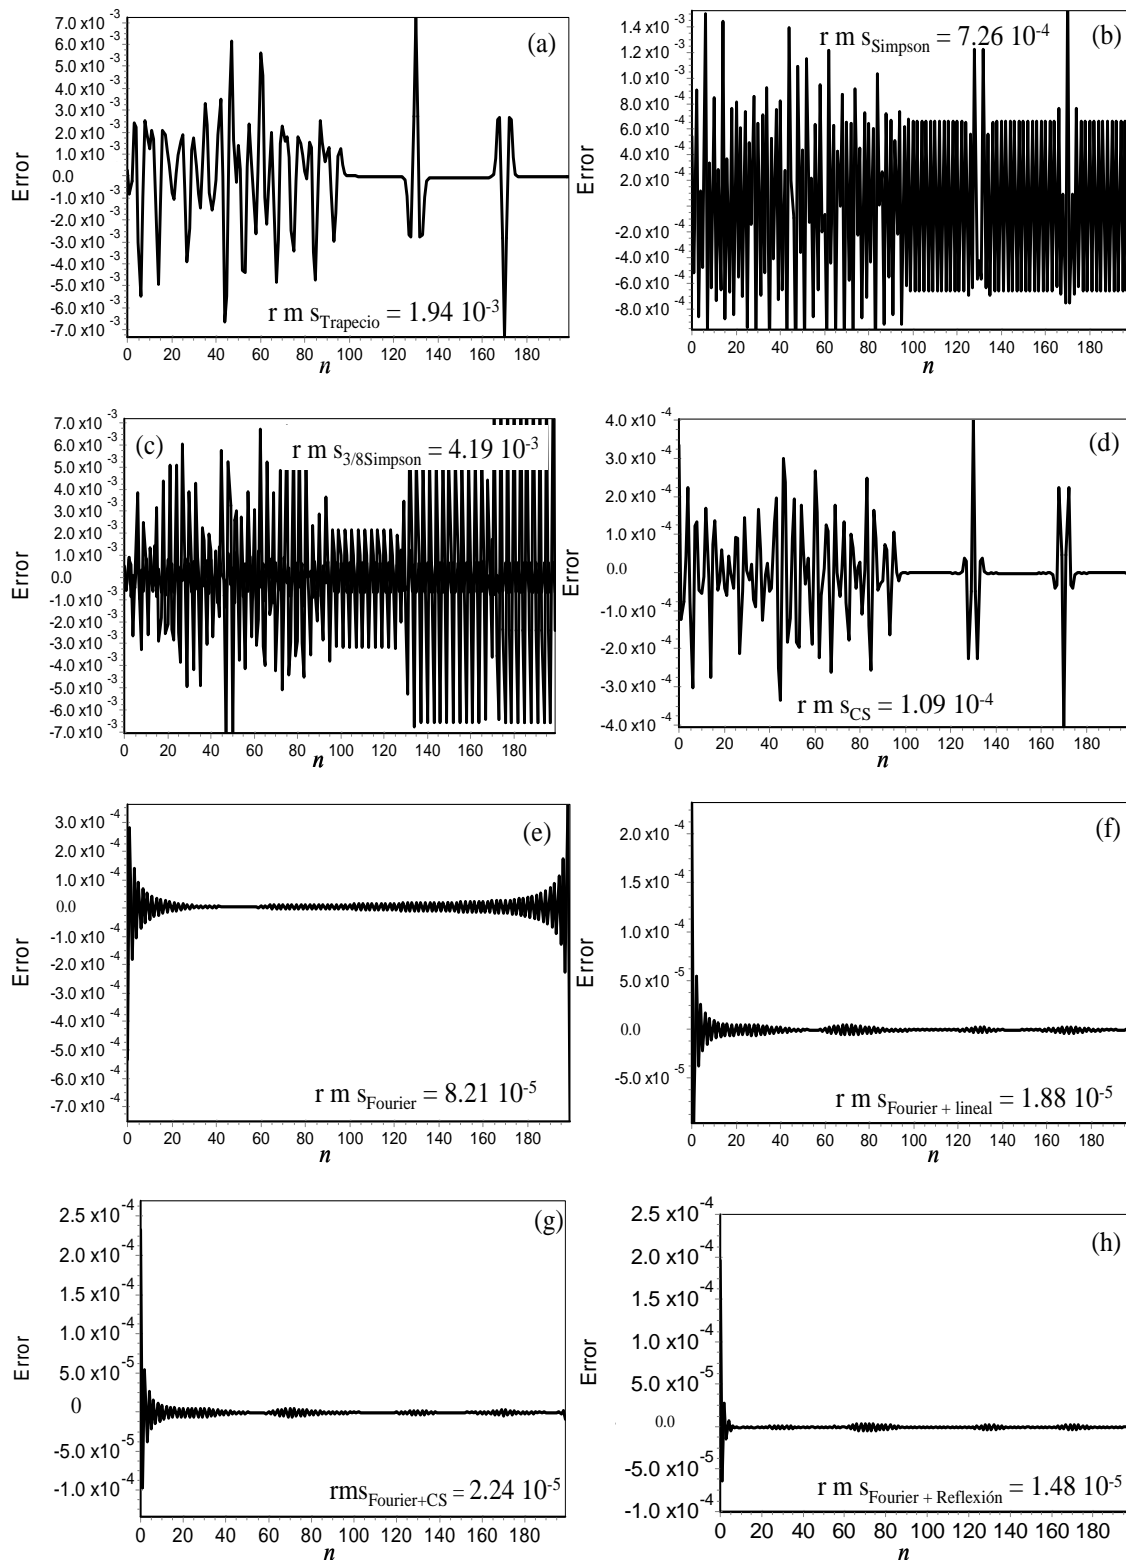 (a)
Error
7.0 x10 -3
6.0 x10 -3
5.0 x10 -3
4.0 x10 -3
3.0 x10 -3
2.0 x10 -3
1.0 x10 -3
0.0
-1.0 x10 -3
-2.0 x10 -3
-3.0 x10 -3
-4.0 x10 -3
-5.0 x10 -3
-6.0 x10 -3
-7.0 x10 -3
r m s Trapecio = 1.94 10 -3
0 20 40 60 80 100 120 140 160 180
n
(b)
r m s Simpson = 7.26 10 -4
Error
1.4 x10 -3
1.2 x10 -3
1.0 x10 -3
8.0 x10 -4
6.0 x10 -4
4.0 x10 -4
2.0 x10 -4
-2.0 x10 -4
-4.0 x10 -4
-6.0 x10 -4
-8.0 x10 -4
0 20 40 60 80 100 120 140 160 180
n
(c)
r m s 3/8Simpson = 4.19 10 -3
Error
7.0 x10 -3
6.0 x10 -3
5.0 x10 -3
4.0 x10 -3
3.0 x10 -3
2.0 x10 -3
1.0 x10 -3
0.0
-1.0 x10 -3
-2.0 x10 -3
-3.0 x10 -3
-4.0 x10 -3
-5.0 x10 -3
-6.0 x10 -3
-7.0 x10 -3
0 20 40 60 80 100 120 140 160 180
n
(d)
Error
4.0 x10 -4
3.0 x10 -4
2.0 x10 -4
1.0 x10 -4
0.0
-1.0 x10 -4
-2.0 x10 -4
-3.0 x10 -4
-4.0 x10 -4
r m s CS = 1.09 10 -4
0 20 40 60 80 100 120 140 160 180
n
(e)
Error
3.0 x10 -4
2.0 x10 -4
1.0 x10 -4
0.0
-1.0 x10 -4
-2.0 x10 -4
-3.0 x10 -4
-4.0 x10 -4
-5.0 x10 -4
-6.0 x10 -4
-7.0 x10 -4
r m s Fourier = 8.21 10 -5
0 20 40 60 80 100 120 140 160 180
n
(f)
Error
2.0 x10 -4
1.5 x10 -4
1.0 x10 -4
5.0 x10 -5
0.0
-5.0 x10 -5
r m s Fourier + lineal = 1.88 10 -5
0 20 40 60 80 100 120 140 160 180
n
(g)
Error
2.5 x10 -4
2.0 x10 -4
1.5 x10 -4
1.0 x10 -4
5.0 x10 -5
0
-5.0 x10 -5
-1.0 x10 -4
rms Fourier+CS = 2.24 10 -5
0 20 40 60 80 100 120 140 160 180
n
(h)
Error
2.5 x10 -4
2.0 x10 -4
1.5 x10 -4
1.0 x10 -4
5.0 x10 -5
0.0
-5.0 x10 -5
-1.0 x10 -4
r m s Fourier + Reflexión = 1.48 10 -5
0 20 40 60 80 100 120 140 160 180
n